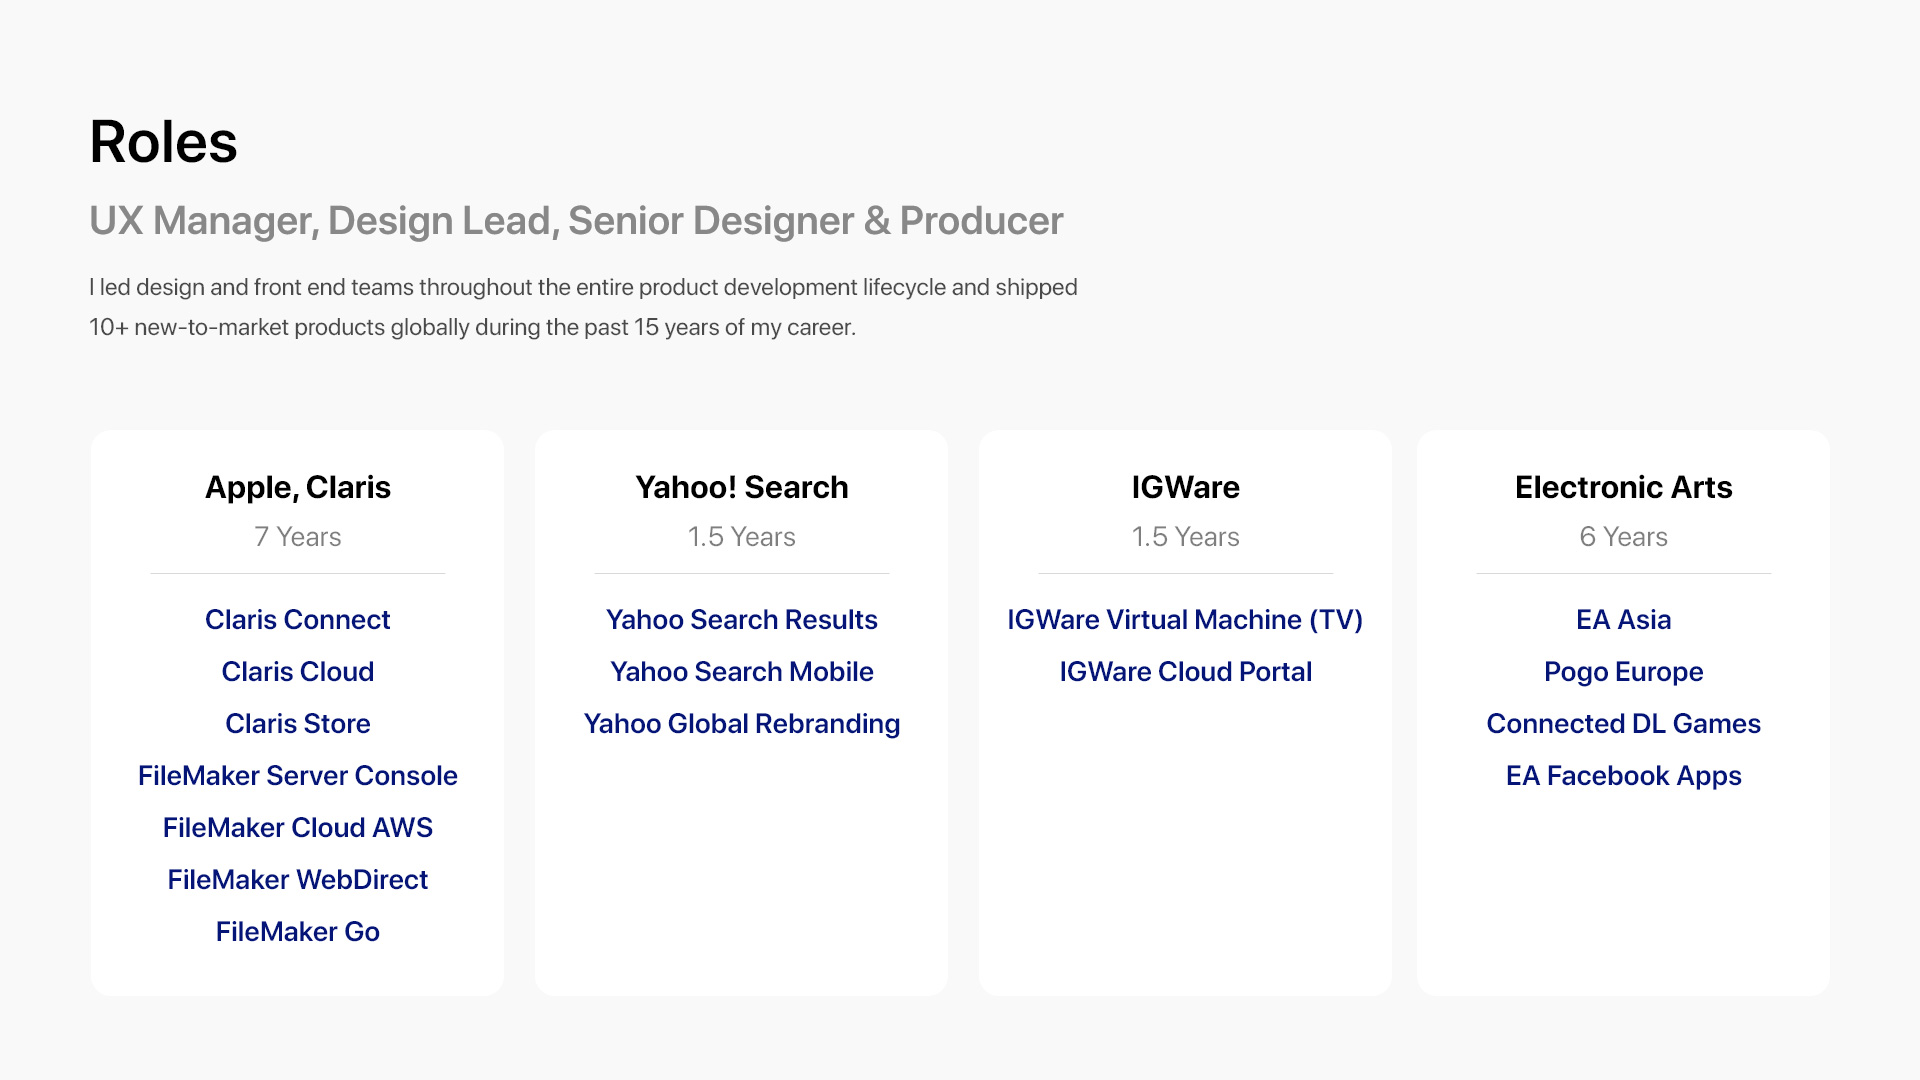 Roles
UX Manager, Design Lead, Senior Designer & Producer
I led design and front end teams throughout the entire product development lifecycle and shipped
10+ new-to-market products globally during the past 15 years of my career.
Apple, Claris
7 Years
Claris Connect
Claris Cloud
Claris Store
FileMaker Server Console
FileMaker Cloud AWS
FileMaker WebDirect
FileMaker Go
Yahoo! Search
1.5 Years
Yahoo Search Results
Yahoo Search Mobile
Yahoo Global Rebranding
IGWare
1.5 Years
IGWare Virtual Machine (TV)
IGWare Cloud Portal
Electronic Arts
6 Years
EA Asia
Pogo Europe
Connected DL Games
EA Facebook Apps